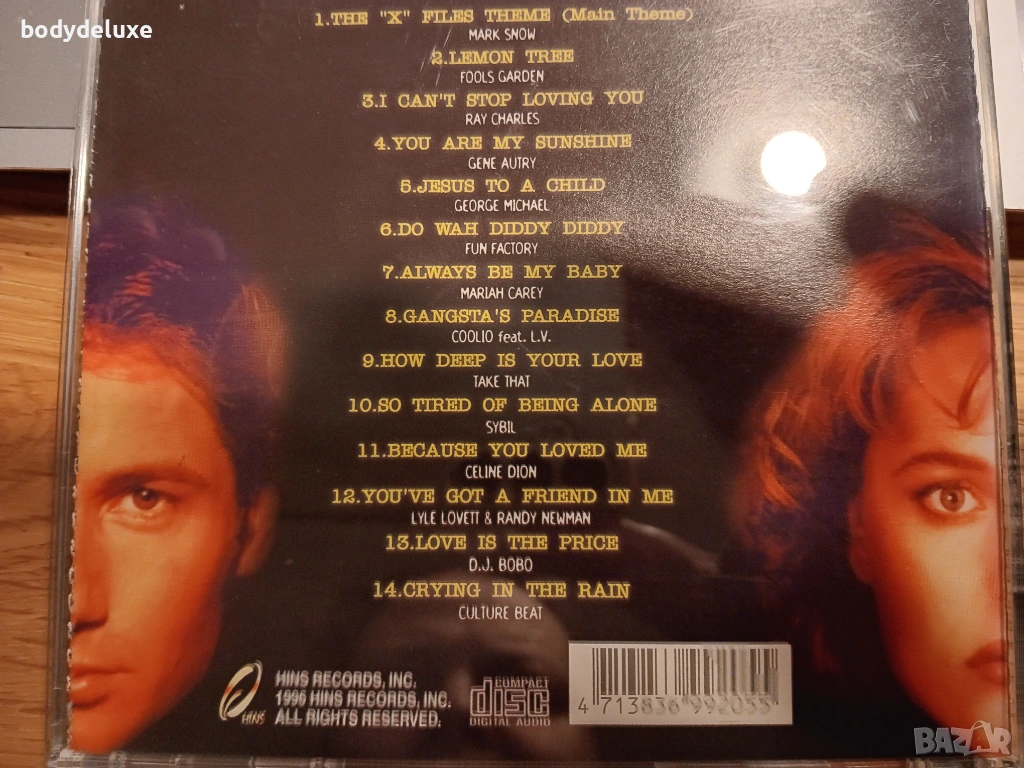 bodydeluxe
1.THE "X" FILES THEME (Main Theme)
MARK SNOW
2.LEMON TREE
FOOLS GARDEN
3.I CAN'T STOP LOVING YOU
RAY CHARLES
4.YOU ARE MY SUNSHINE
GENE AUTRY
5.JESUS TO A CHILD
GEORGE MICHAEL
6.DO WAH DIDDY DIDDY
FUN FACTORY
7.ALWAYS BE MY BABY
MARIAH CAREY
8.GANGSTA'S PARADISE
COOLIO feat. L.V.
9.HOW DEEP IS YOUR LOVE
TAKE THAT
10.SO TIRED OF BEING ALONE
SYBIL
11.BECAUSE YOU LOVED ME
CELINE DION
12.YOU'VE GOT A FRIEND IN ME
LYLE LOVETT & RANDY NEWMAN
13.LOVE IS THE PRICE
D.J. BOBO
14.CRYING IN THE RAIN
CULTURE BEAT
HINS
HINS RECORDS, INC.
1996 HINS RECORDS, INC.
ALL RIGHTS RESERVED.
COMPACT
disc
DIGITAL AUDIO
4 713836 992055
BAZAR